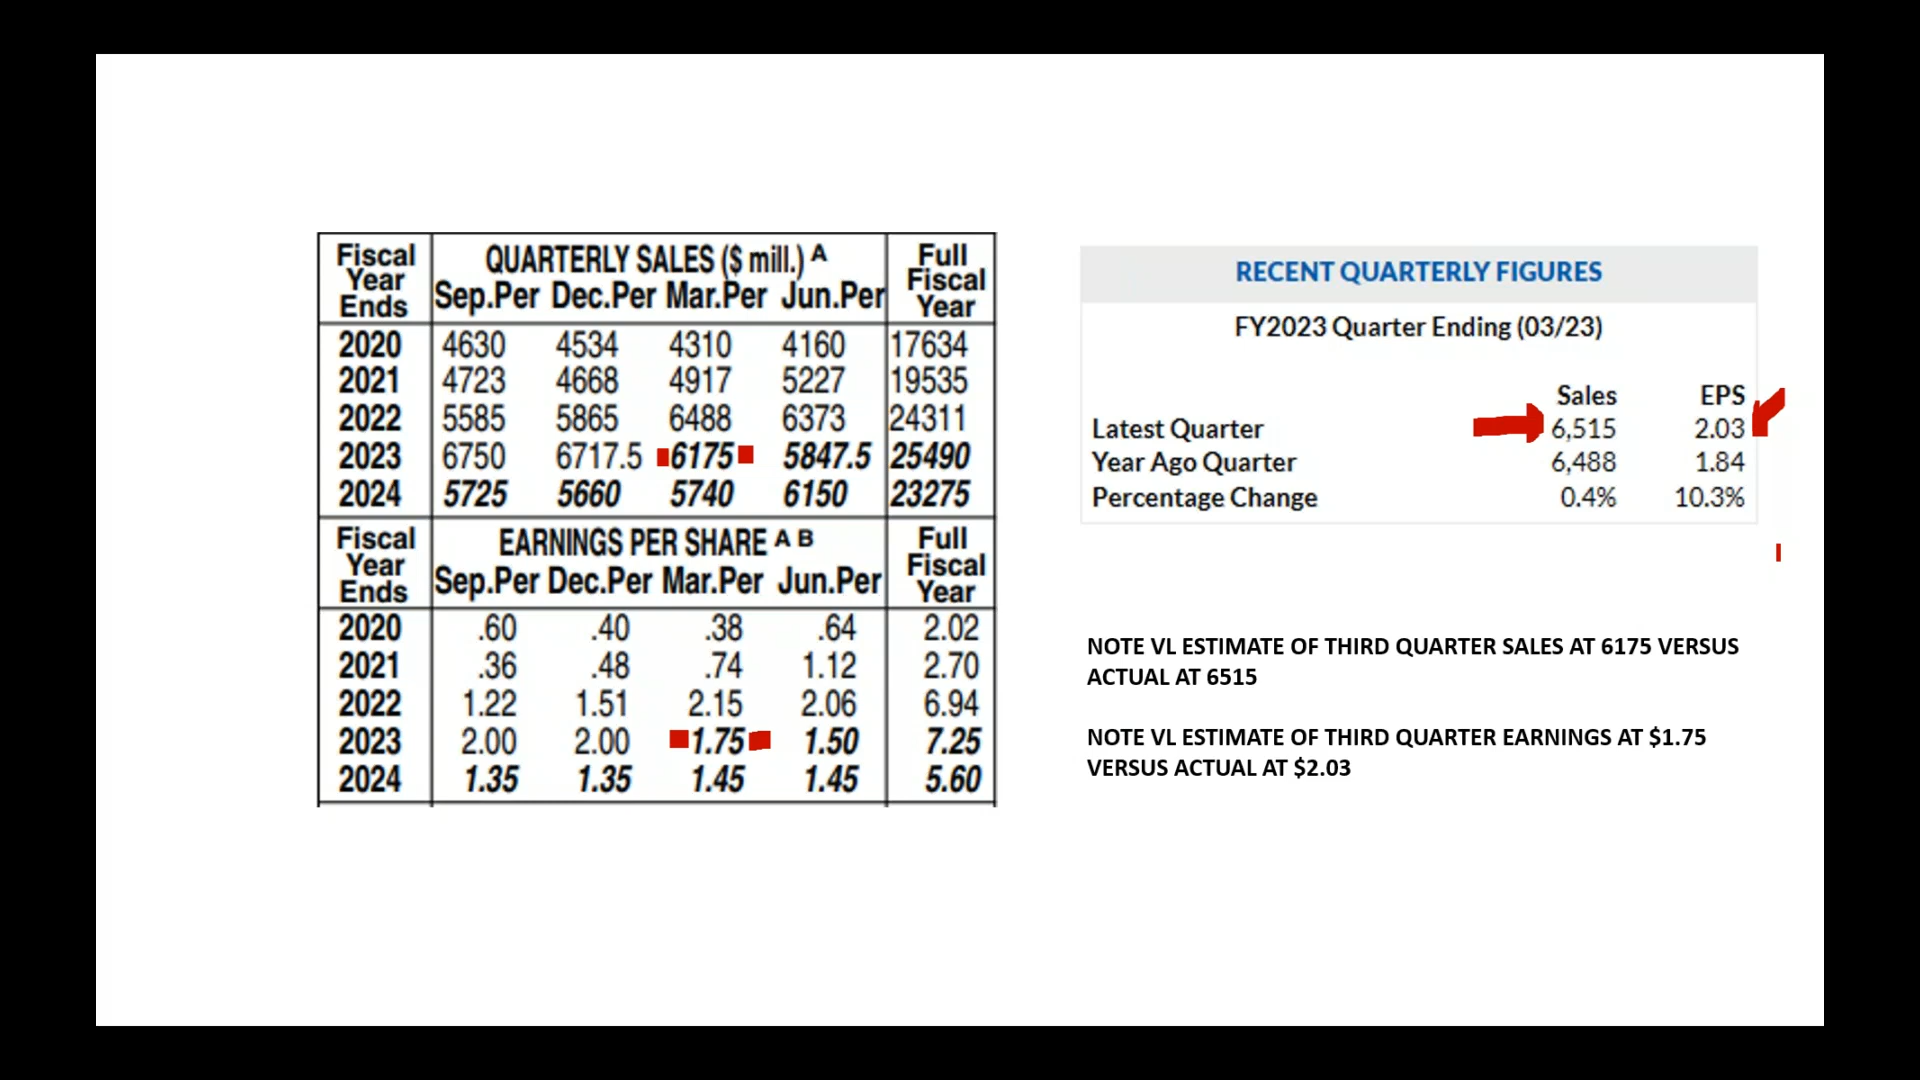 Fiscal Year Ends QUARTERLY SALES ($ mill.) A Full Fiscal Year
Sep.Per Dec.Per Mar.Per Jun.Per
2020 4630 4534 4310 4160 17634
2021 4723 4668 4917 5227 19535
2022 5585 5865 6488 6373 24311
2023 6750 6717.5 6175 5847.5 25490
2024 5725 5660 5740 6150 23275
Fiscal Year Ends EARNINGS PER SHARE A B Full Fiscal Year
Sep.Per Dec.Per Mar.Per Jun.Per
2020 .60 .40 .38 .64 2.02
2021 .36 .48 .74 1.12 2.70
2022 1.22 1.51 2.15 2.06 6.94
2023 2.00 2.00 1.75 1.50 7.25
2024 1.35 1.35 1.45 1.45 5.60
RECENT QUARTERLY FIGURES
FY2023 Quarter Ending (03/23)
Sales EPS
Latest Quarter 6,515 2.03
Year Ago Quarter 6,488 1.84
Percentage Change 0.4% 10.3%
NOTE VL ESTIMATE OF THIRD QUARTER SALES AT 6175 VERSUS
ACTUAL AT 6515
NOTE VL ESTIMATE OF THIRD QUARTER EARNINGS AT $1.75
VERSUS ACTUAL AT $2.03